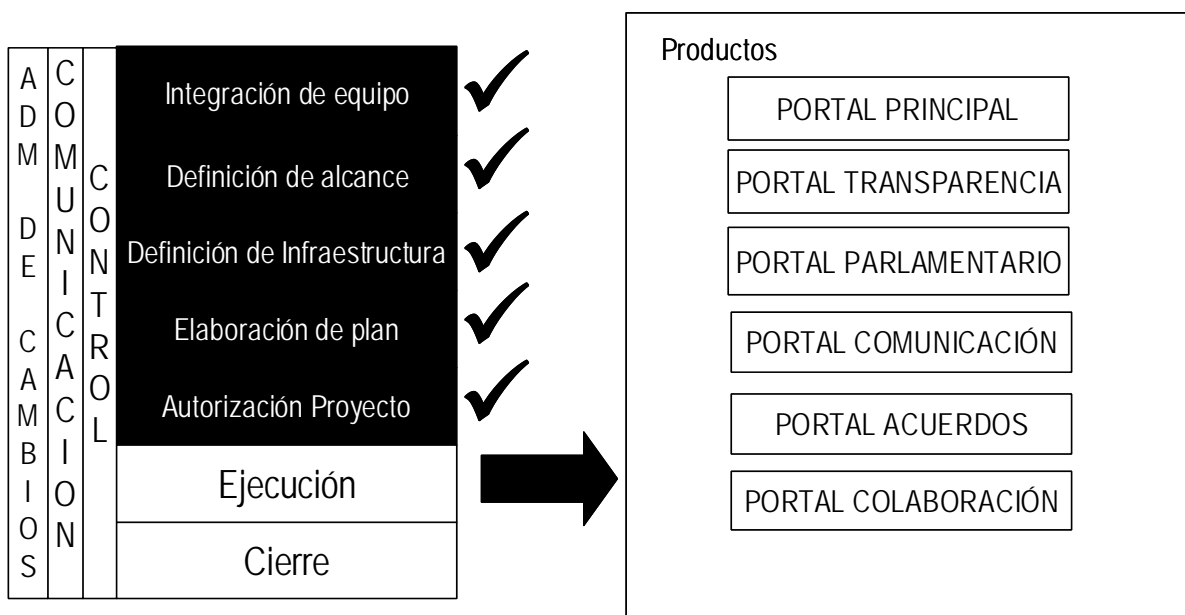 ADM DE CAMBIOS
COMUNICACION
CONTROL
Integración de equipo
Definición de alcance
Definición de Infraestructura
Elaboración de plan
Autorización Proyecto
Ejecución
Cierre
Productos
PORTAL PRINCIPAL
PORTAL TRANSPARENCIA
PORTAL PARLAMENTARIO
PORTAL COMUNICACIÓN
PORTAL ACUERDOS
PORTAL COLABORACIÓN